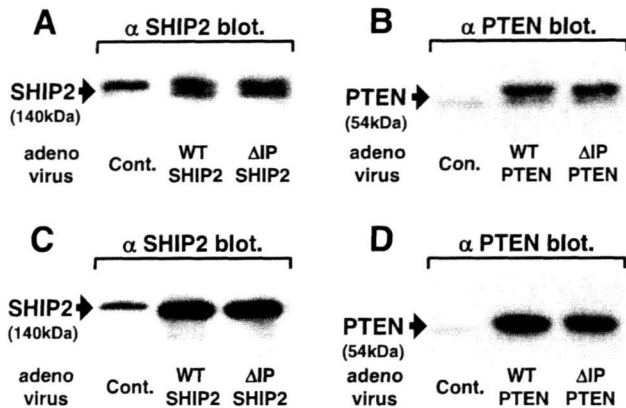 A
α SHIP2 blot.
SHIP2
(140kDa)
adeno
virus
Cont.
WT
SHIP2
ΔIP
SHIP2
B
α PTEN blot.
PTEN
(54kDa)
adeno
virus
Con.
WT
PTEN
ΔIP
PTEN
C
α SHIP2 blot.
SHIP2
(140kDa)
adeno
virus
Cont.
WT
SHIP2
ΔIP
SHIP2
D
α PTEN blot.
PTEN
(54kDa)
adeno
virus
Cont.
WT
PTEN
ΔIP
PTEN